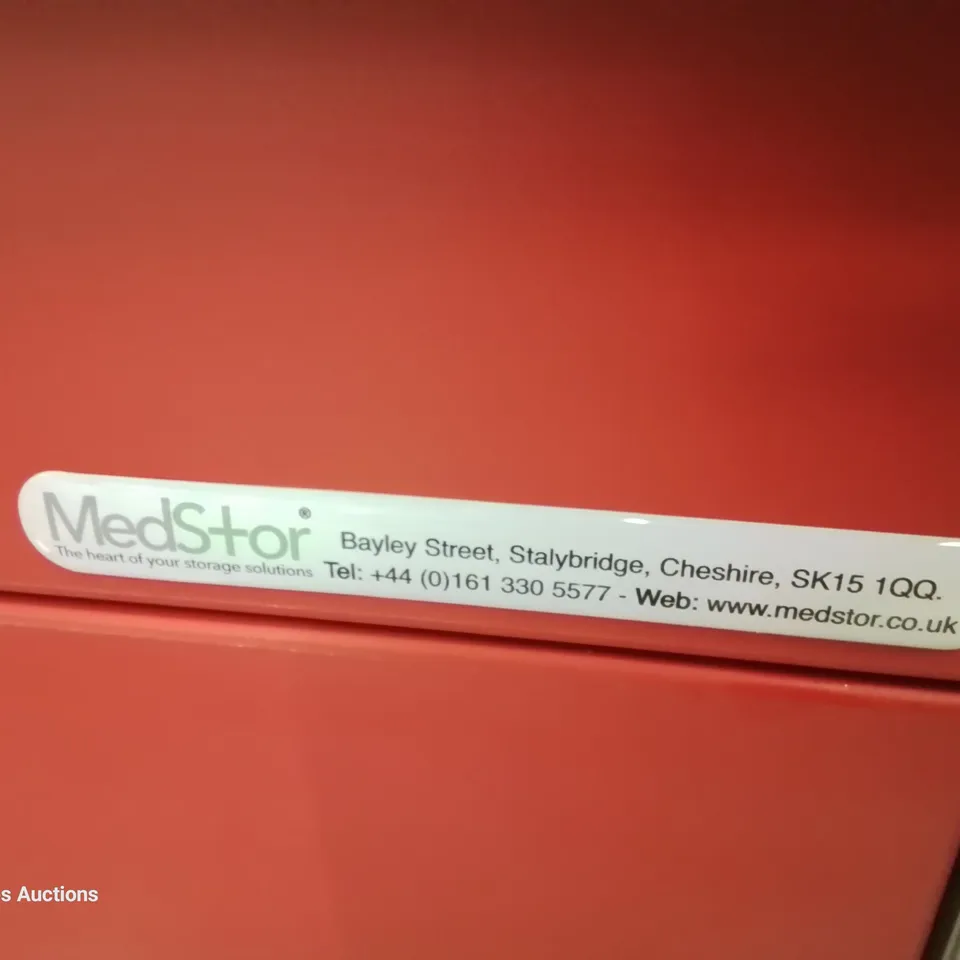 MedStor®
The heart of your storage solutions
Bayley Street, Stalybridge, Cheshire, SK15 1QQ.
Tel: +44 (0)161 330 5577 - Web: www.medstor.co.uk
s Auctions